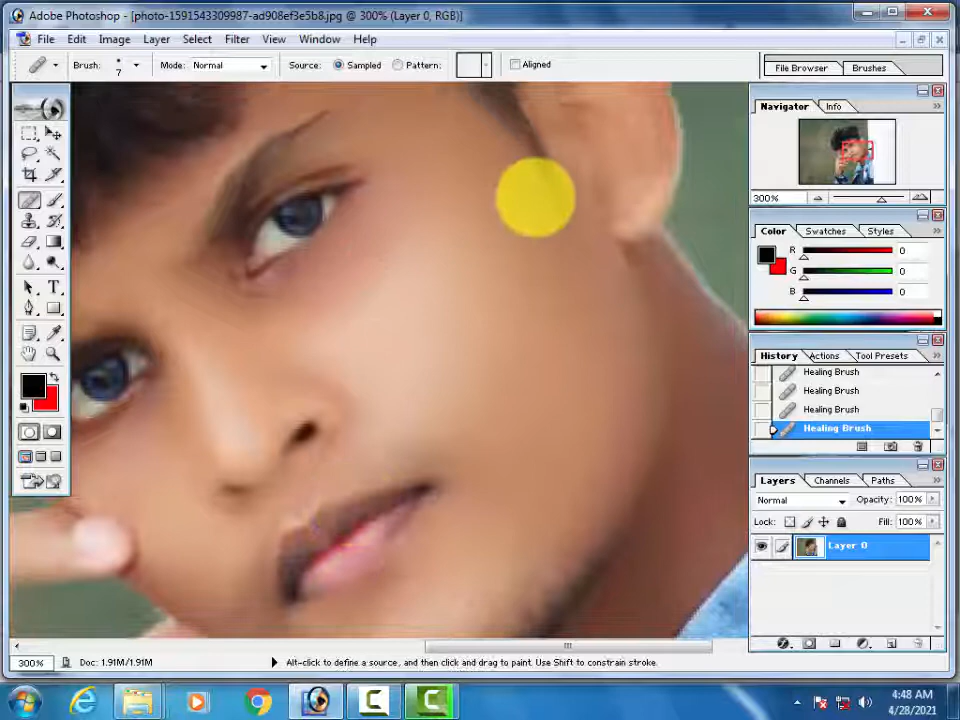 Adobe Photoshop - [photo-1591543309987-ad908ef3e5b8.jpg @ 300% (Layer 0, RGB)]
File Edit Image Layer Select Filter View Window Help
Brush: 7 Mode: Normal Source: Sampled Pattern: Aligned File Browser Brushes
Navigator Info
300%
Color Swatches Styles
R 0
G 0
B 0
History Actions Tool Presets
Healing Brush
Healing Brush
Healing Brush
Healing Brush
Layers Channels Paths
Normal Opacity: 100%
Lock: Fill: 100%
Layer 0
300% Doc: 1.91M/1.91M Alt-click to define a source, and then click and drag to paint. Use Shift to constrain stroke.
4:48 AM
4/28/2021